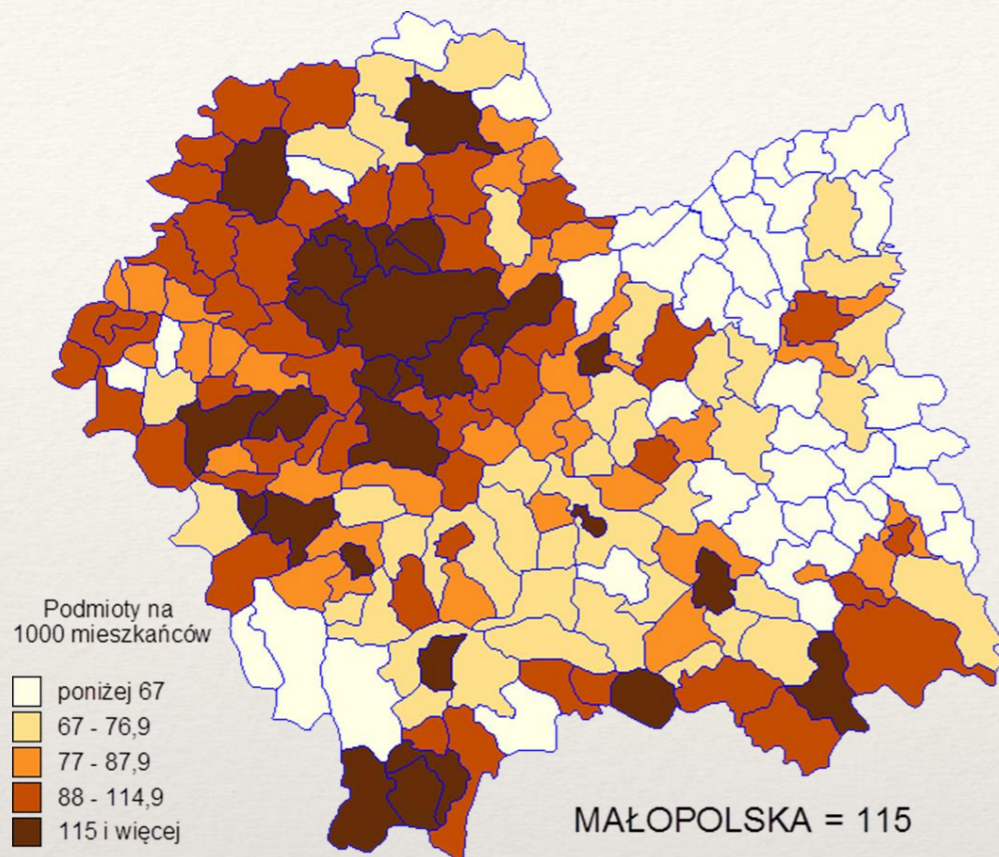 Podmioty na
1000 mieszkańców
poniżej 67
67 - 76,9
77 - 87,9
88 - 114,9
115 i więcej
MAŁOPOLSKA = 115